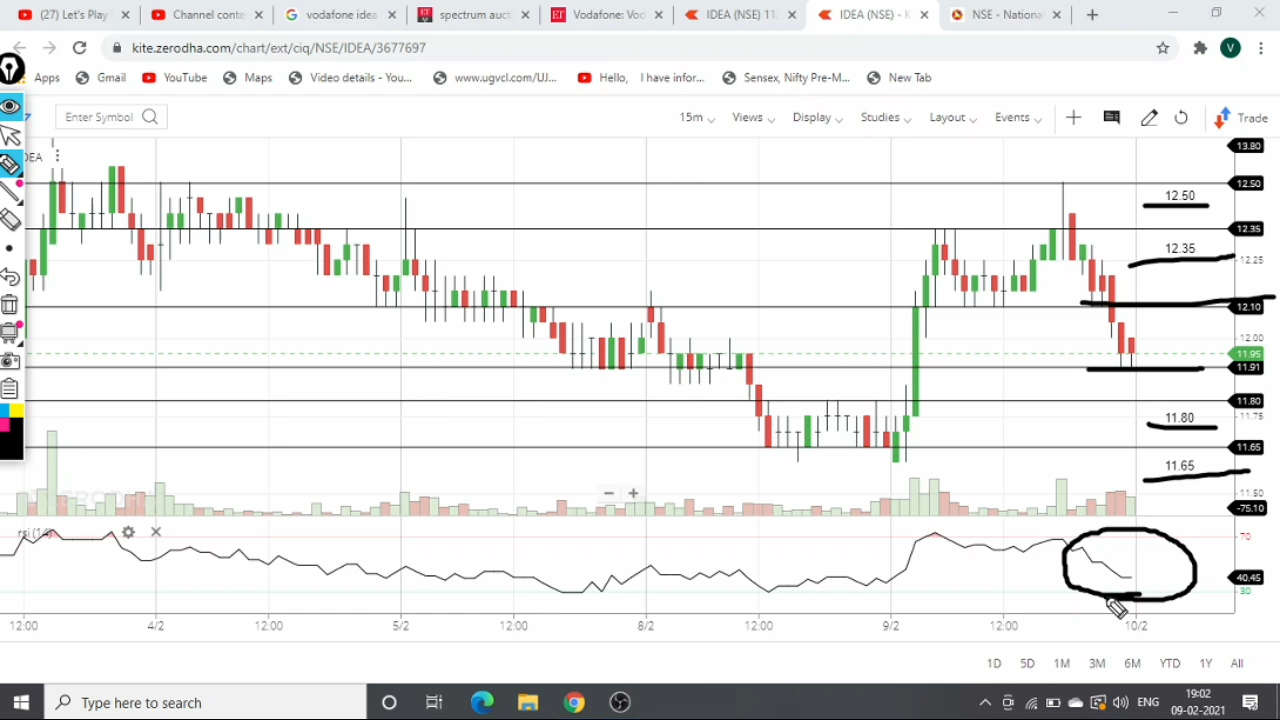 (27) Let's Play
Channel conte
vodafone idea
spectrum auct
Vodafone: Vod
IDEA (NSE) 11.
IDEA (NSE) - K
NSE - Nationa
kite.zerodha.com/chart/ext/ciq/NSE/IDEA/3677697
V
Apps
Gmail
YouTube
Maps
Video details - You...
www.ugvcl.com/UJ...
Hello, I have infor...
Sensex, Nifty Pre-M...
New Tab
Enter Symbol
15m
Views
Display
Studies
Layout
Events
Trade
DEA
13.80
12.50
12.50
12.35
12.35
12.25
12.10
12.00
11.95
11.91
11.80
11.75
11.80
11.65
11.65
11.50
-75.10
rsi (14)
70
40.45
30
12:00
4/2
12:00
5/2
12:00
8/2
12:00
9/2
12:00
10/2
1D
5D
1M
3M
6M
YTD
1Y
All
Type here to search
ENG
19:02
09-02-2021